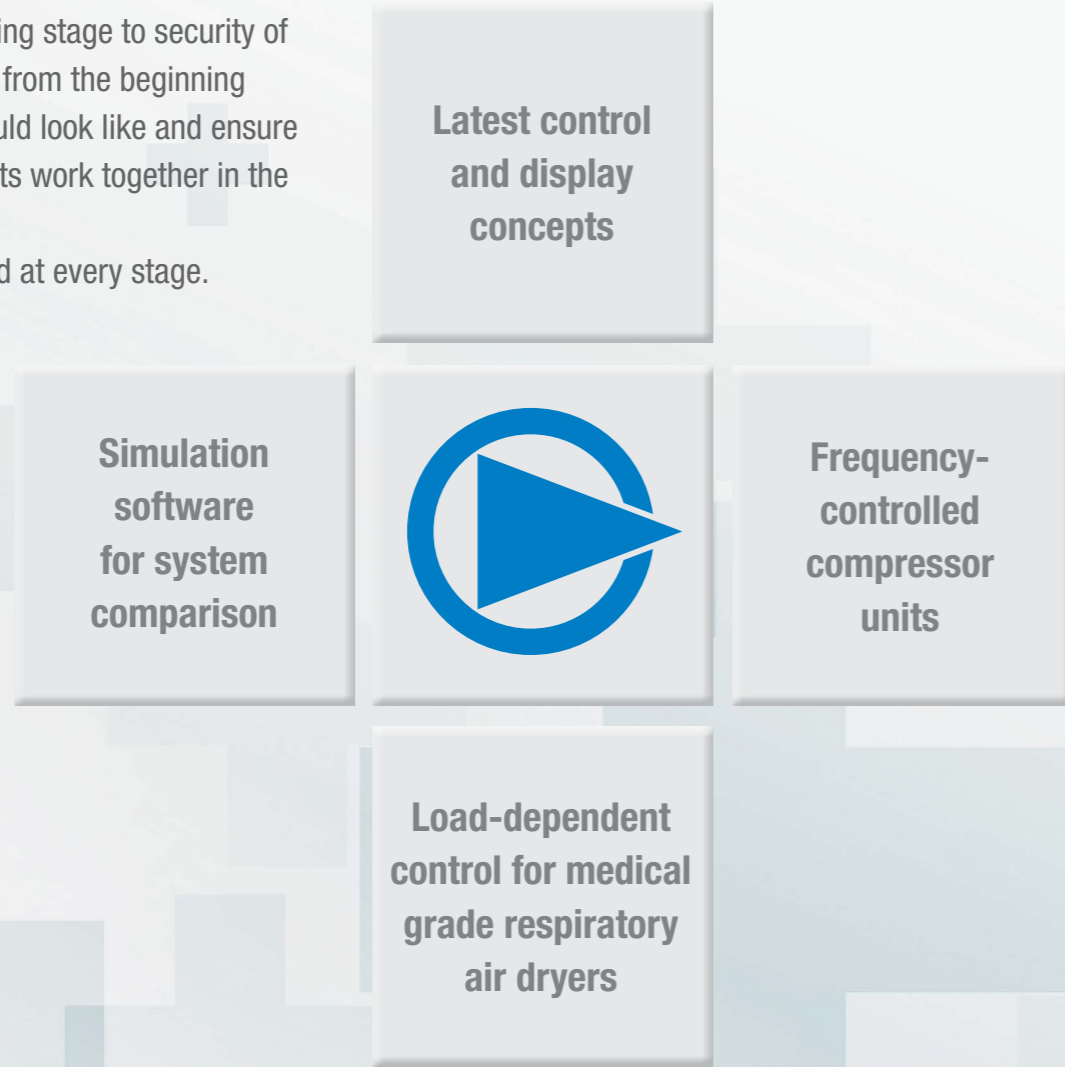 ing stage to security of
from the beginning
uld look like and ensure
ts work together in the
d at every stage.
Latest control
and display
concepts
Simulation
software
for system
comparison
Frequency-
controlled
compressor
units
Load-dependent
control for medical
grade respiratory
air dryers